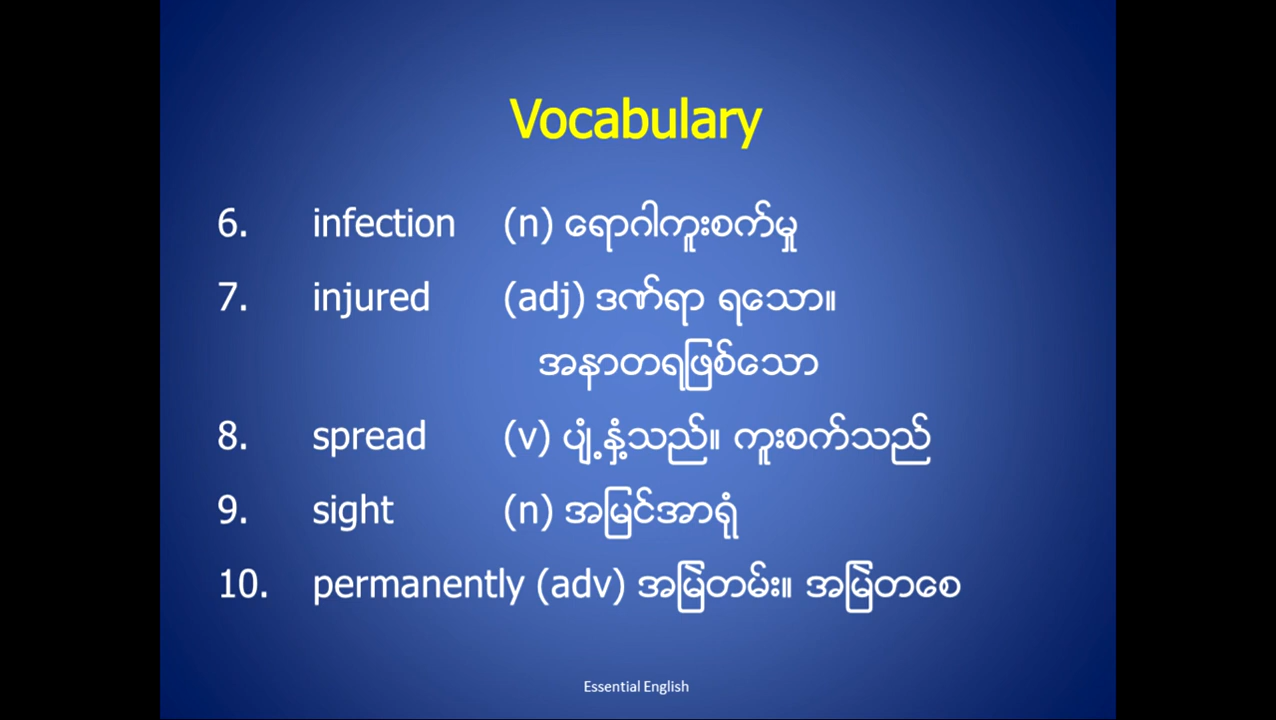 Vocabulary
6. infection (n) ရောဂါကူးစက်မှု
7. injured (adj) ဒဏ်ရာ ရသော။
အနာတရဖြစ်သော
8. spread (v) ပျံ့နှံ့သည်။ ကူးစက်သည်
9. sight (n) အမြင်အာရုံ
10. permanently (adv) အမြဲတမ်း။ အမြဲတစေ
Essential English